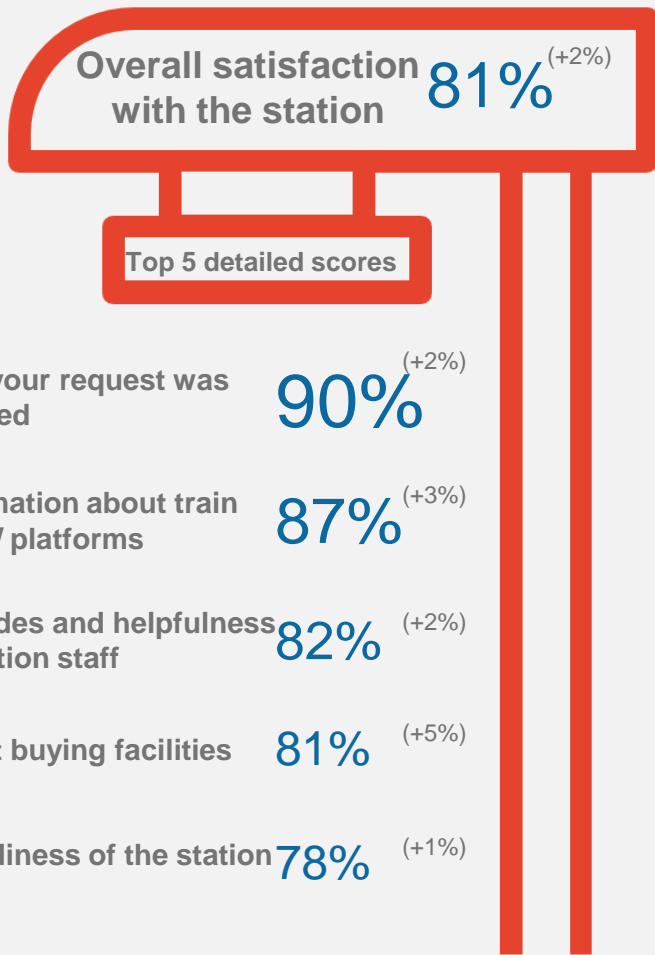 Overall satisfaction 81% (+2%)
with the station
Top 5 detailed scores
your request was
ed
90% (+2%)
mation about train
/ platforms
87% (+3%)
des and helpfulness
tion staff
82% (+2%)
buying facilities 81% (+5%)
liness of the station 78% (+1%)